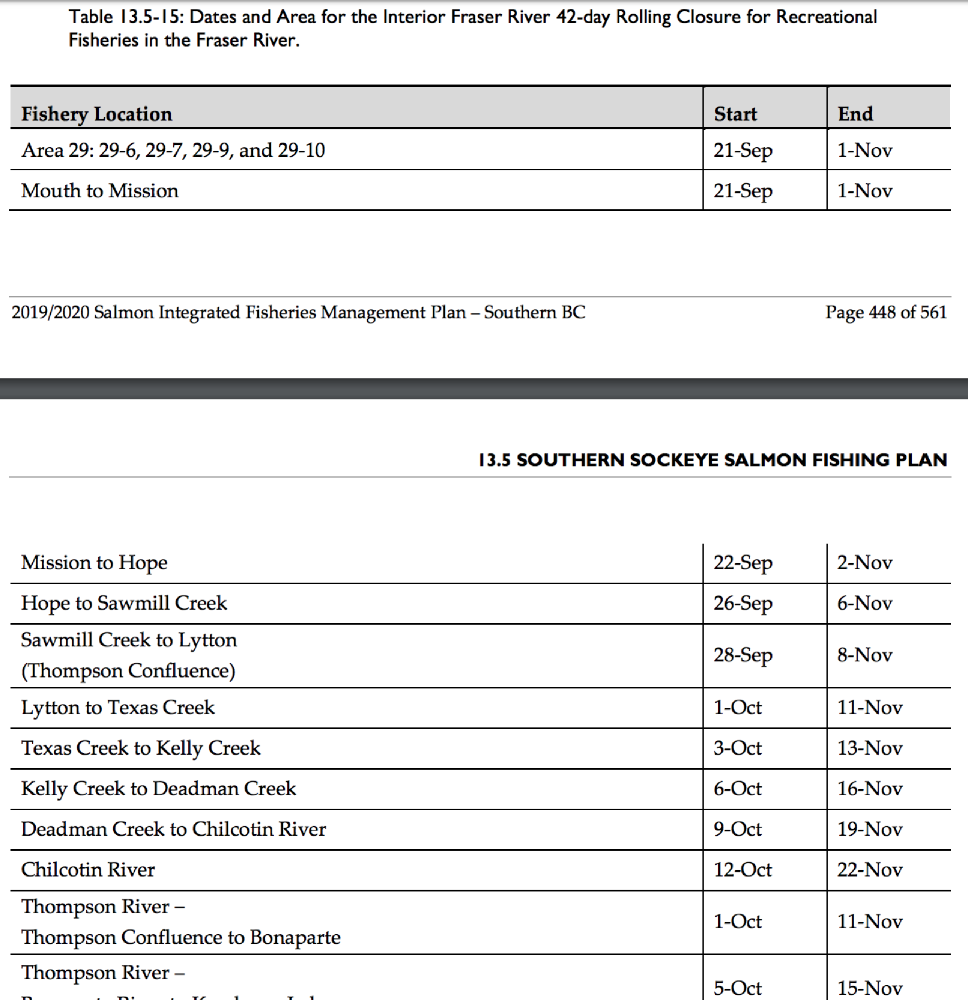 Table 13.5-15: Dates and Area for the Interior Fraser River 42-day Rolling Closure for Recreational
Fisheries in the Fraser River.
Fishery Location Start End
Area 29: 29-6, 29-7, 29-9, and 29-10 21-Sep 1-Nov
Mouth to Mission 21-Sep 1-Nov
2019/2020 Salmon Integrated Fisheries Management Plan – Southern BC Page 448 of 561
13.5 SOUTHERN SOCKEYE SALMON FISHING PLAN
Mission to Hope 22-Sep 2-Nov
Hope to Sawmill Creek 26-Sep 6-Nov
Sawmill Creek to Lytton
(Thompson Confluence) 28-Sep 8-Nov
Lytton to Texas Creek 1-Oct 11-Nov
Texas Creek to Kelly Creek 3-Oct 13-Nov
Kelly Creek to Deadman Creek 6-Oct 16-Nov
Deadman Creek to Chilcotin River 9-Oct 19-Nov
Chilcotin River 12-Oct 22-Nov
Thompson River –
Thompson Confluence to Bonaparte 1-Oct 11-Nov
Thompson River –
5-Oct 15-Nov